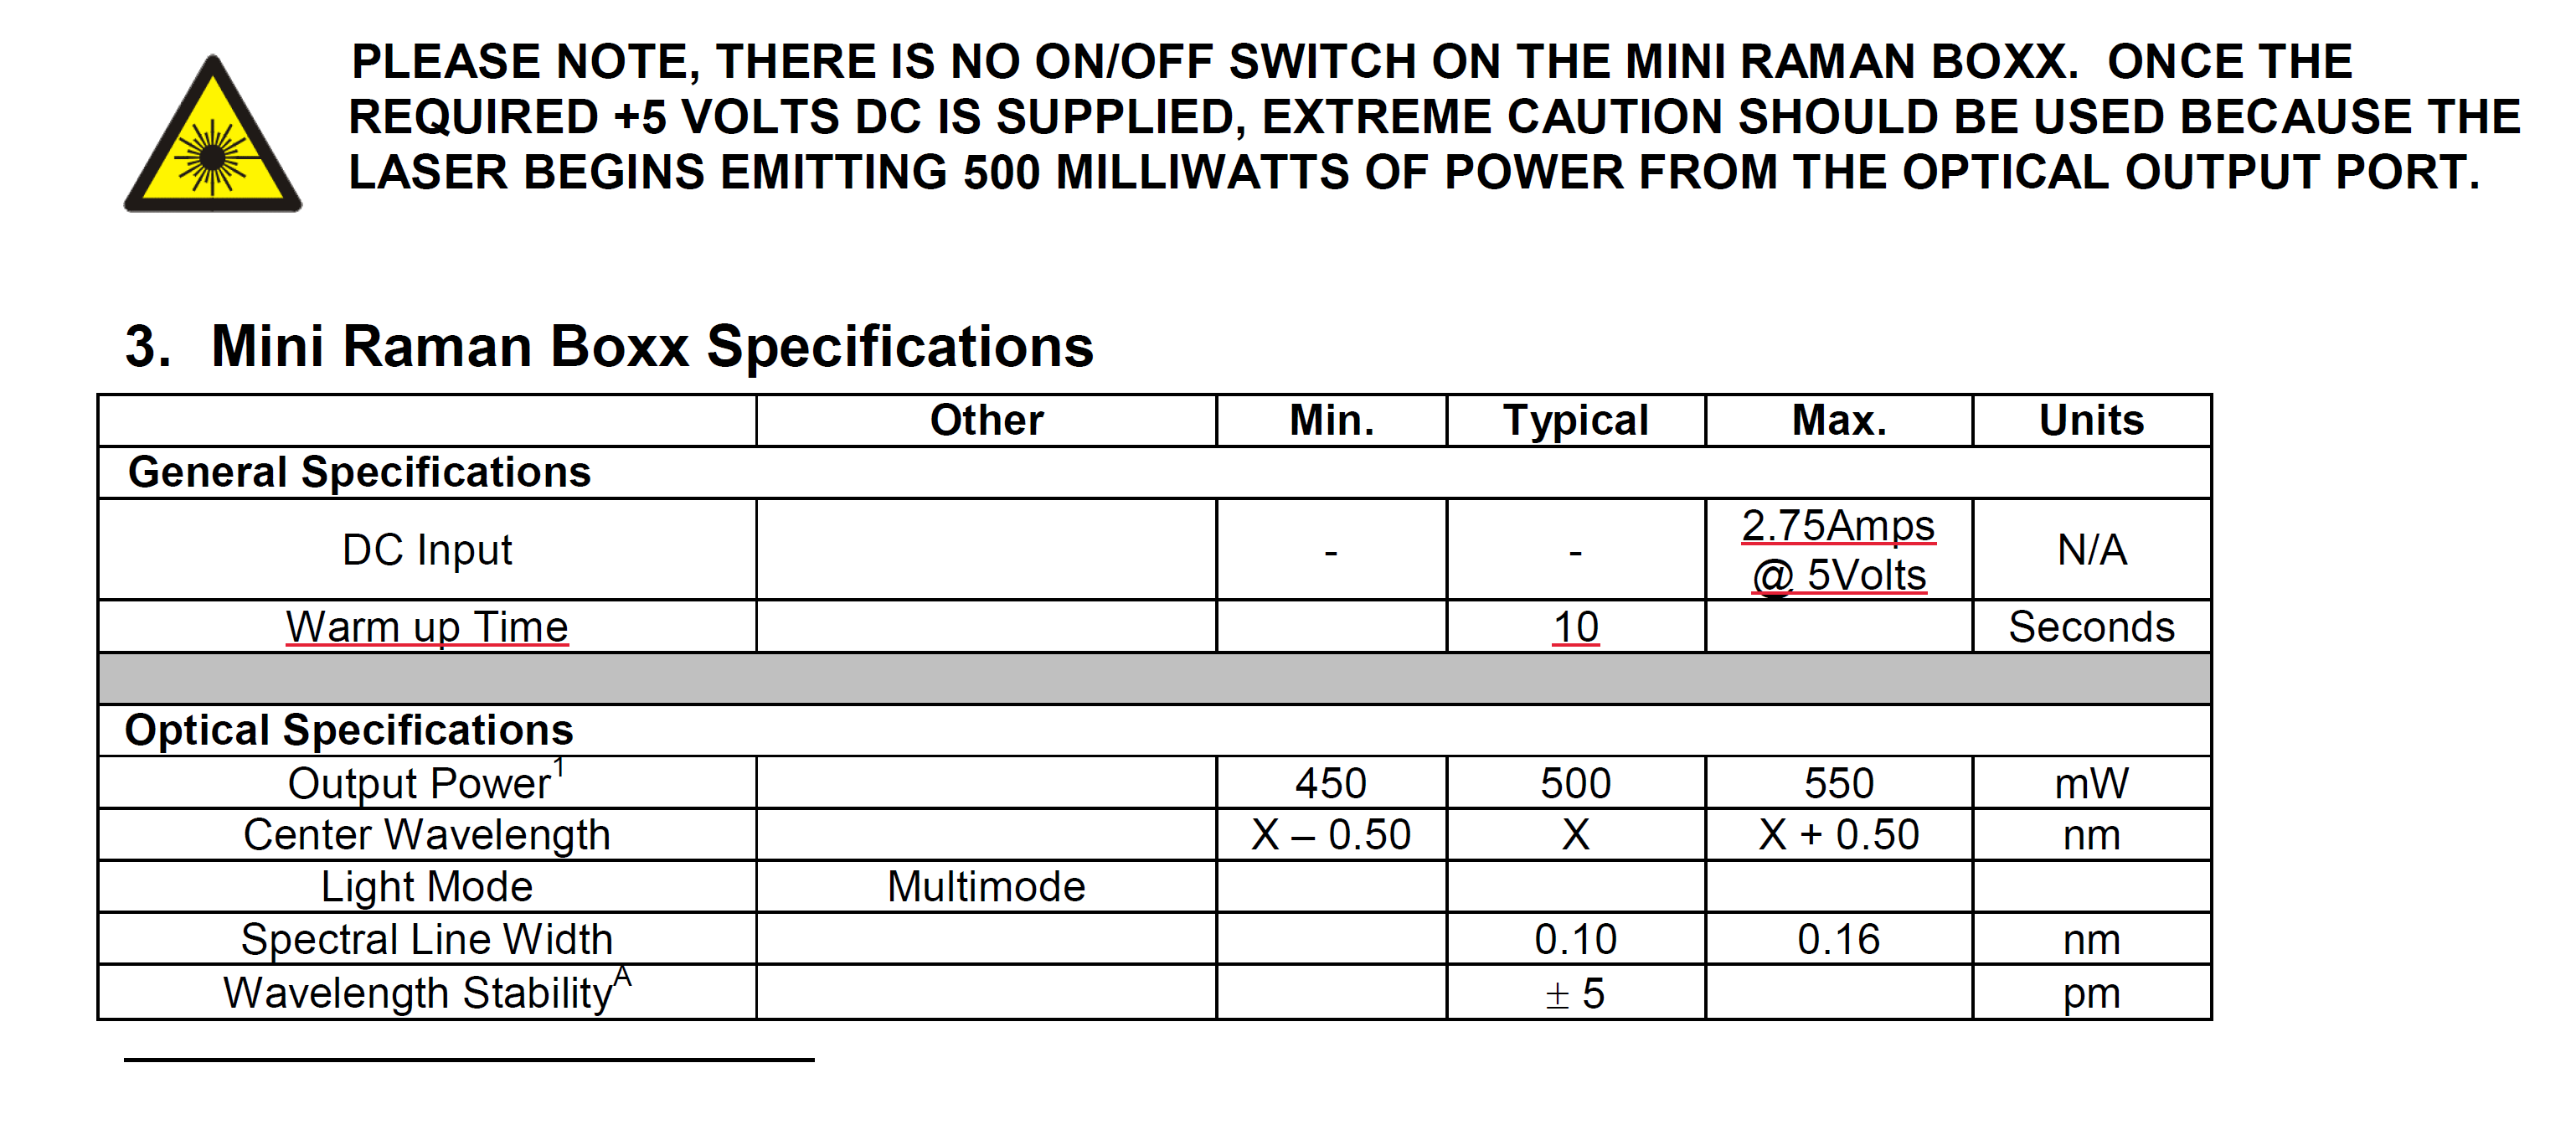 PLEASE NOTE, THERE IS NO ON/OFF SWITCH ON THE MINI RAMAN BOXX.  ONCE THE
REQUIRED +5 VOLTS DC IS SUPPLIED, EXTREME CAUTION SHOULD BE USED BECAUSE THE
LASER BEGINS EMITTING 500 MILLIWATTS OF POWER FROM THE OPTICAL OUTPUT PORT.
3. Mini Raman Boxx Specifications
Other Min. Typical Max. Units
General Specifications
DC Input - - 2.75Amps @ 5Volts N/A
Warm up Time 10 Seconds
Optical Specifications
Output Power¹ 450 500 550 mW
Center Wavelength X – 0.50 X X + 0.50 nm
Light Mode Multimode
Spectral Line Width 0.10 0.16 nm
Wavelength Stabilityᴬ ± 5 pm